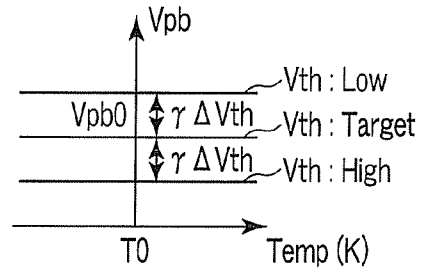 Vpb
Vth : Low
Vpb0
γ ΔVth
Vth : Target
γ ΔVth
Vth : High
T0
Temp (K)